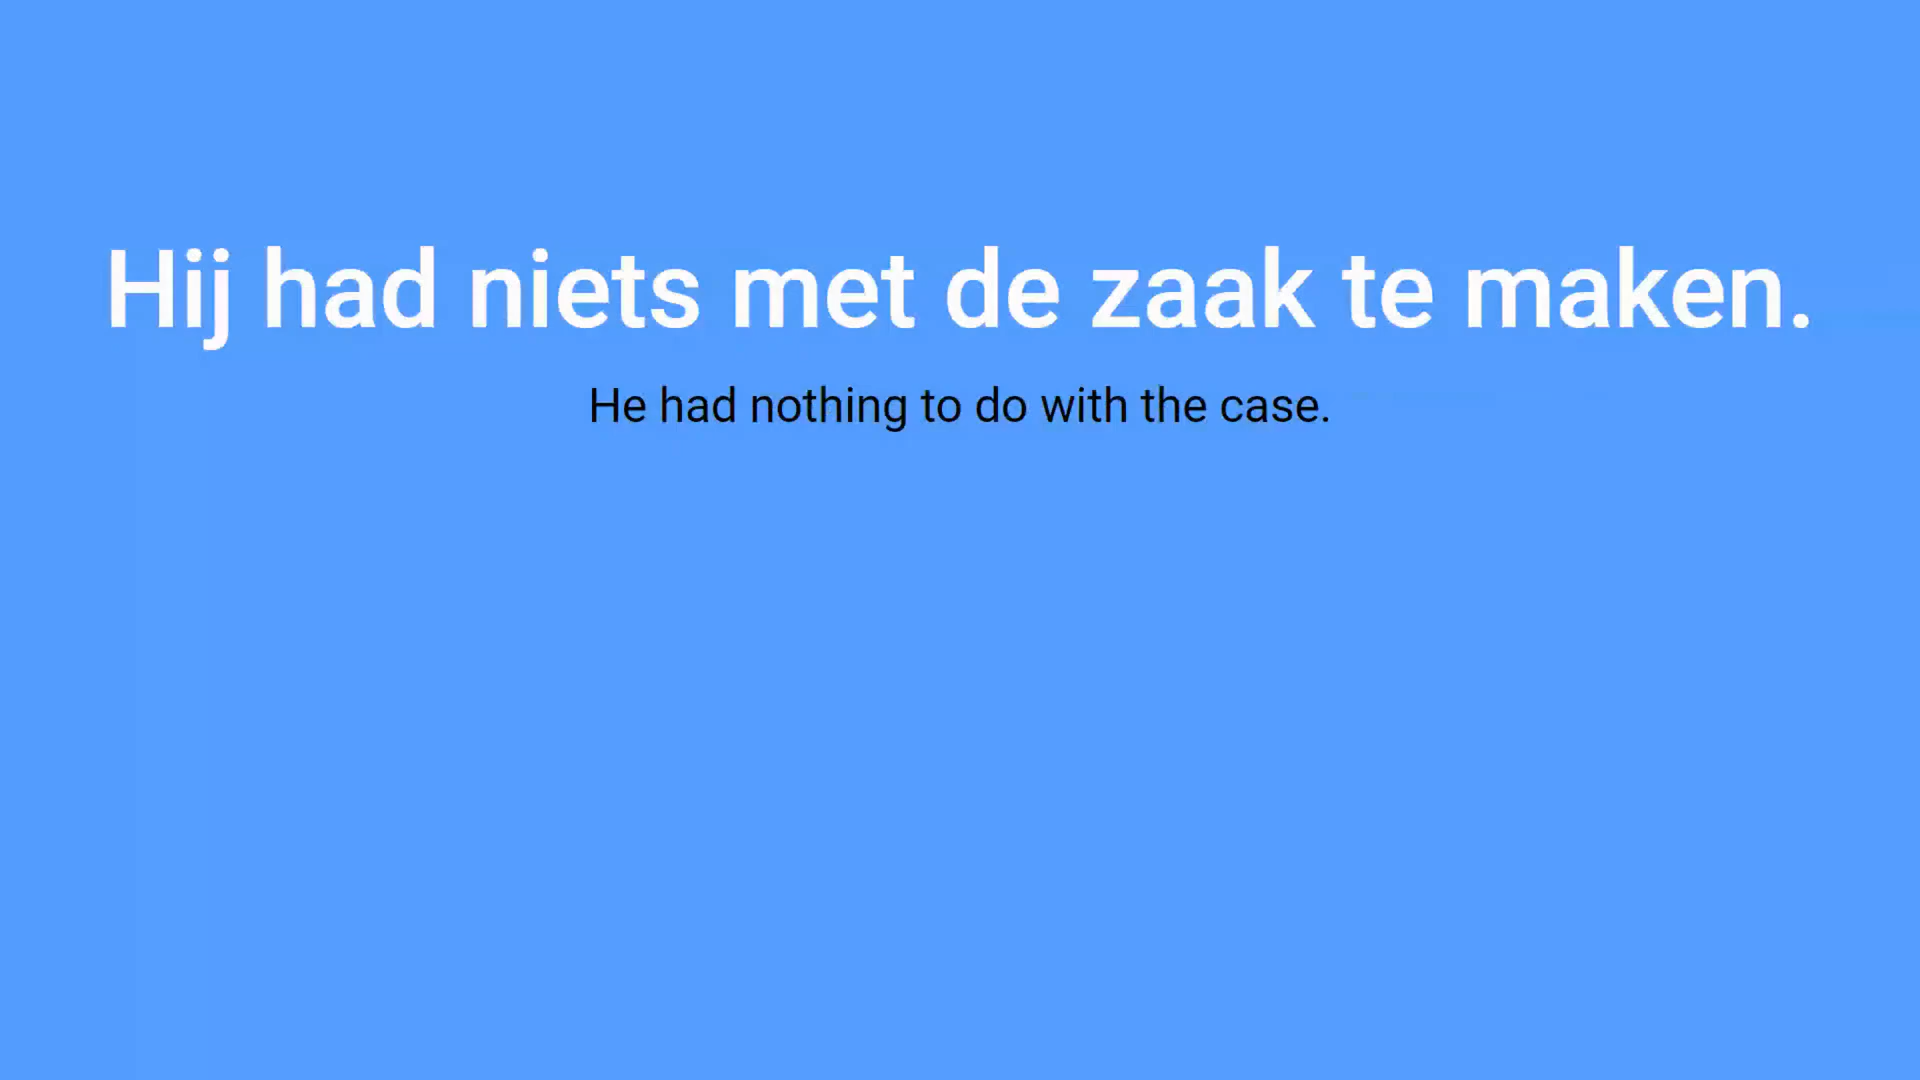 Hij had niets met de zaak te maken.
He had nothing to do with the case.